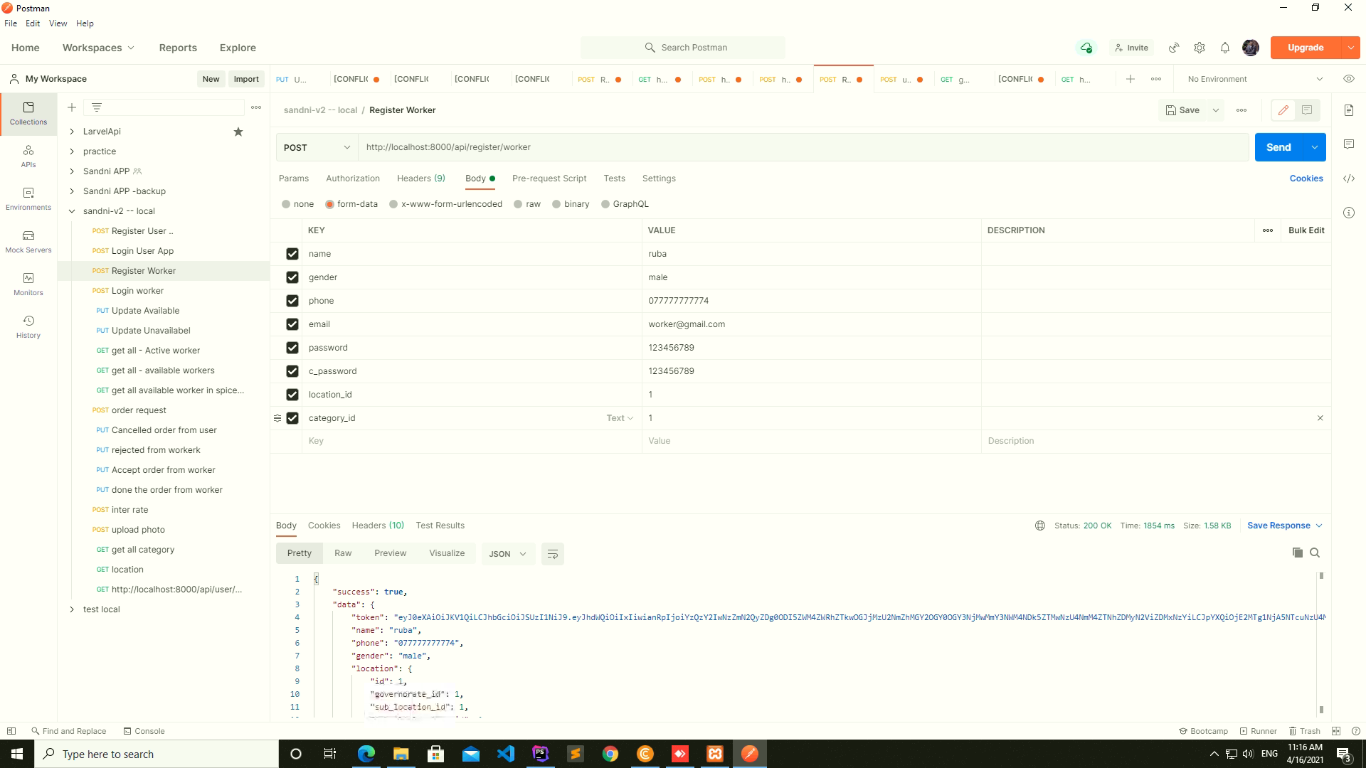 Postman
File Edit View Help
Home Workspaces Reports Explore Search Postman Invite Upgrade
My Workspace New Import PUT U... [CONFLIC [CONFLIC [CONFLIC [CONFLIC POST R... GET h... POST h... POST h... POST R... POST u... GET g... [CONFLIC GET h... No Environment
Collections
APIs
Environments
Mock Servers
Monitors
History
LarvelApi
practice
Sandni APP
Sandni APP -backup
sandni-v2 -- local
POST Register User ..
POST Login User App
POST Register Worker
POST Login worker
PUT Update Available
PUT Update Unavailabel
GET get all - Active worker
GET get all - available workers
GET get all available worker in spice...
POST order request
PUT Cancelled order from user
PUT rejected from workerk
PUT Accept order from worker
PUT done the order from worker
POST inter rate
POST upload photo
GET get all category
GET location
GET http://localhost:8000/api/user/...
test local
sandni-v2 -- local / Register Worker Save
POST http://localhost:8000/api/register/worker Send
Params Authorization Headers (9) Body Pre-request Script Tests Settings Cookies
none form-data x-www-form-urlencoded raw binary GraphQL
KEY VALUE DESCRIPTION Bulk Edit
name ruba
gender male
phone 077777777774
email worker@gmail.com
password 123456789
c_password 123456789
location_id 1
category_id Text 1
Key Value Description
Body Cookies Headers (10) Test Results Status: 200 OK Time: 1854 ms Size: 1.58 KB Save Response
Pretty Raw Preview Visualize JSON
1 {
2 "success": true,
3 "data": {
4 "token":
5 "name": "ruba",
6 "phone": "077777777774",
7 "gender": "male",
8 "location": {
9 "id": 1,
10 "governorate_id": 1,
11 "sub_location_id": 1,
Find and Replace Console Bootcamp Runner Trash
Type here to search ENG 11:16 AM
4/16/2021 3